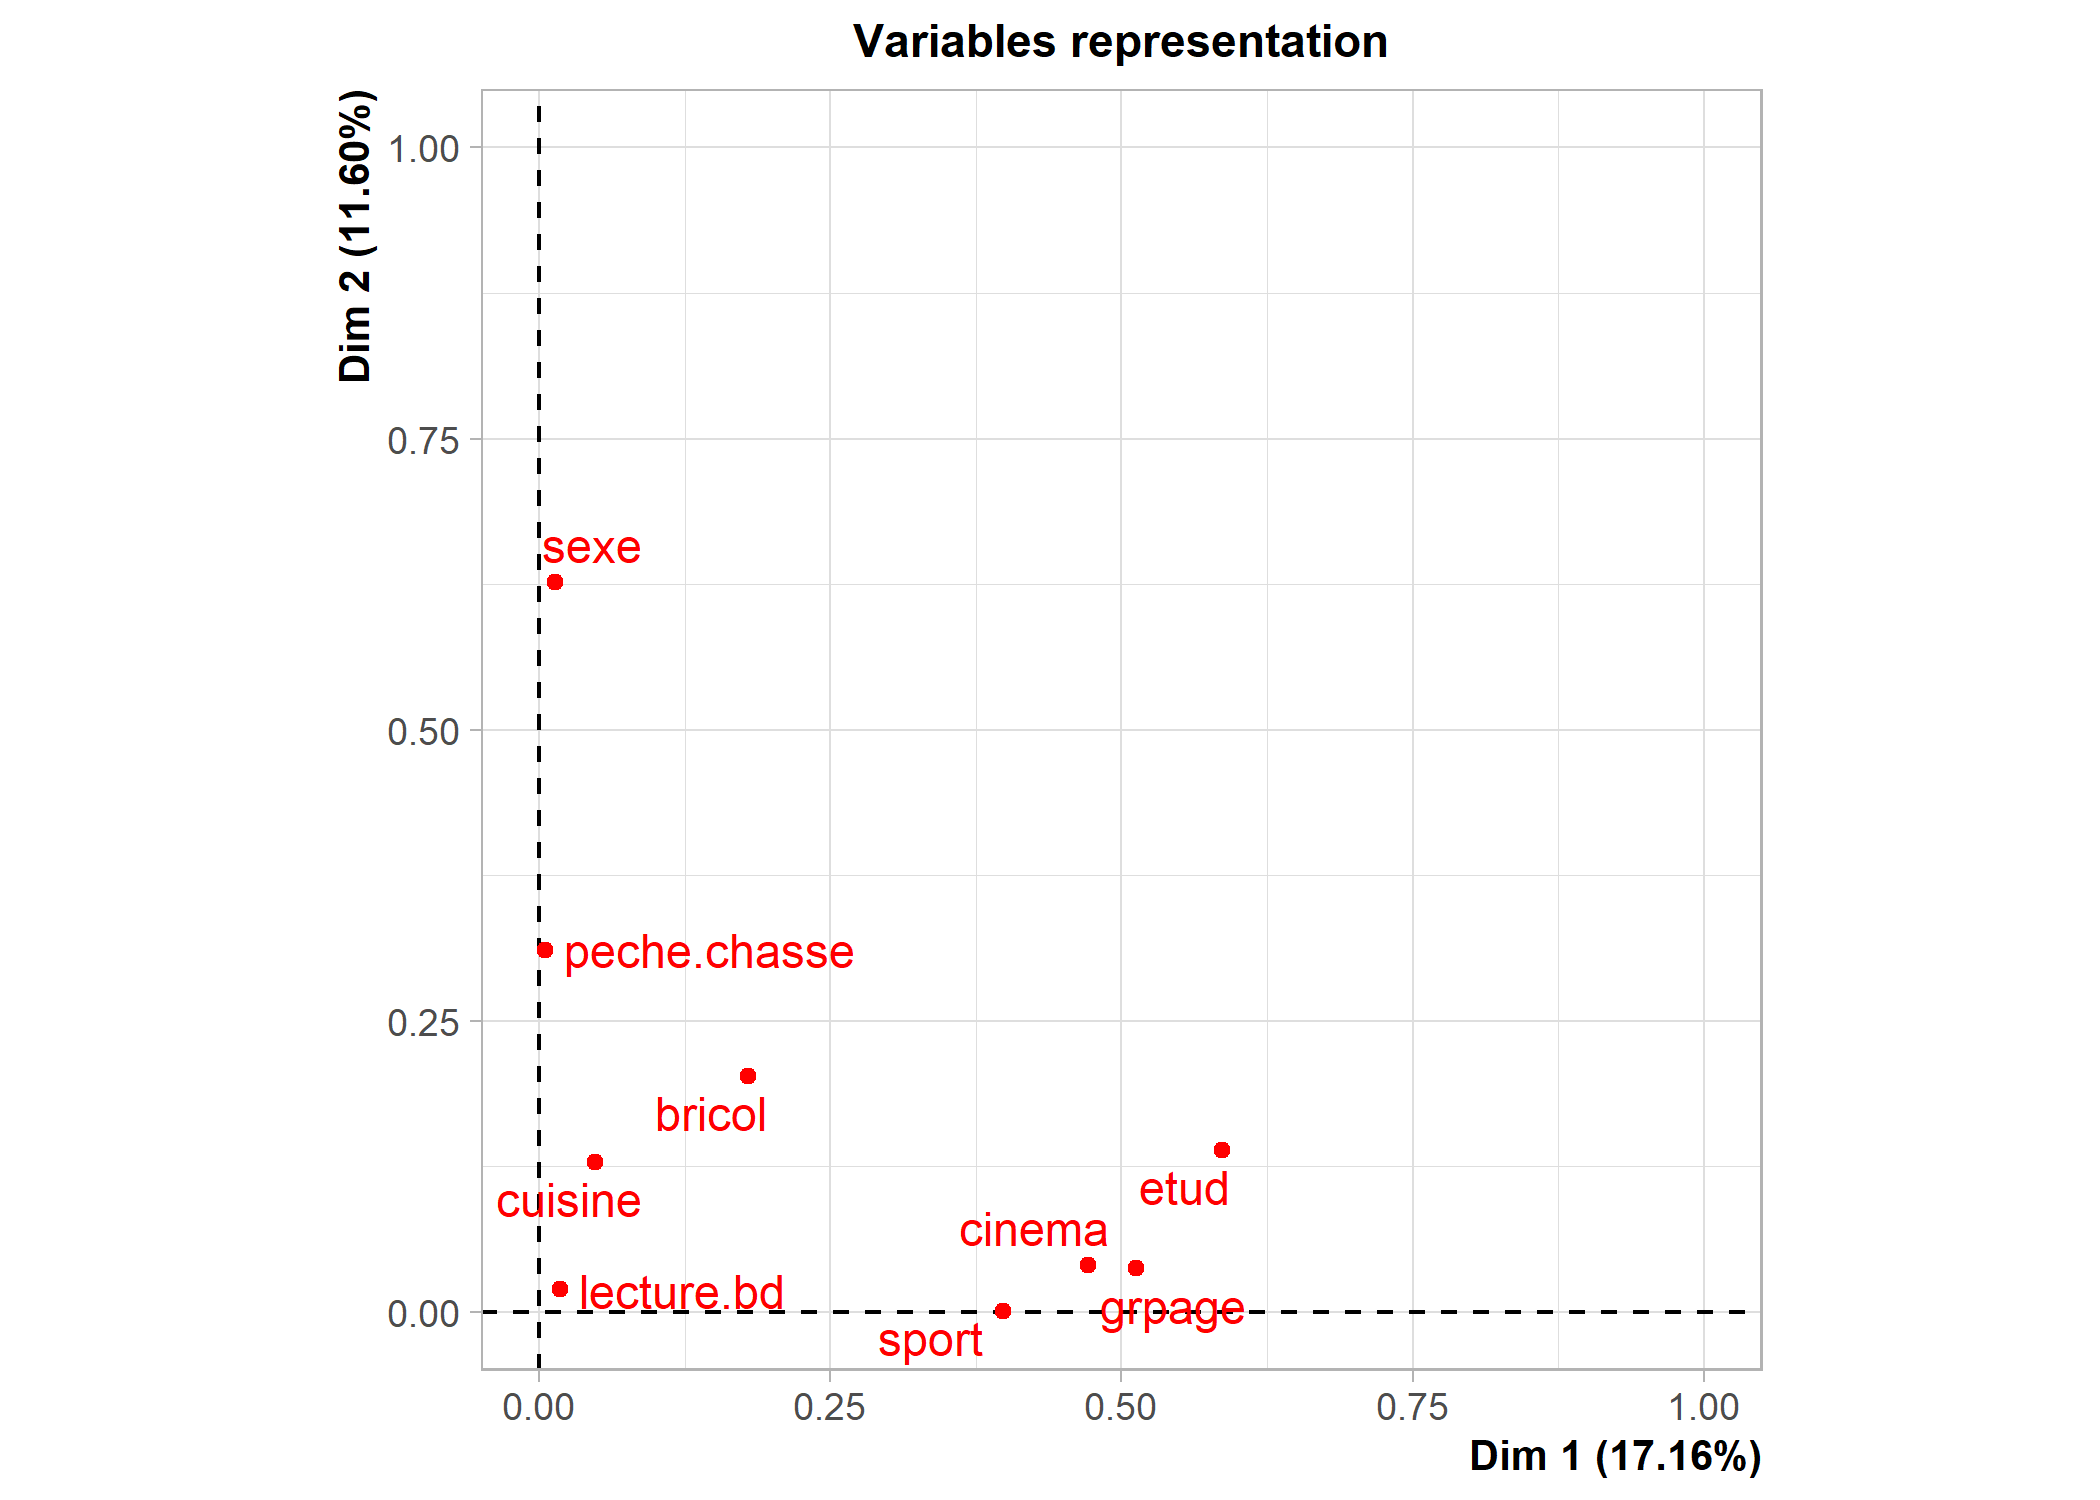 Variables representation
Dim 2 (11.60%)
1.00
0.75
0.50
0.25
0.00
sexe
peche.chasse
bricol
cuisine
etud
cinema
lecture.bd
grpage
sport
0.00 0.25 0.50 0.75 1.00
Dim 1 (17.16%)